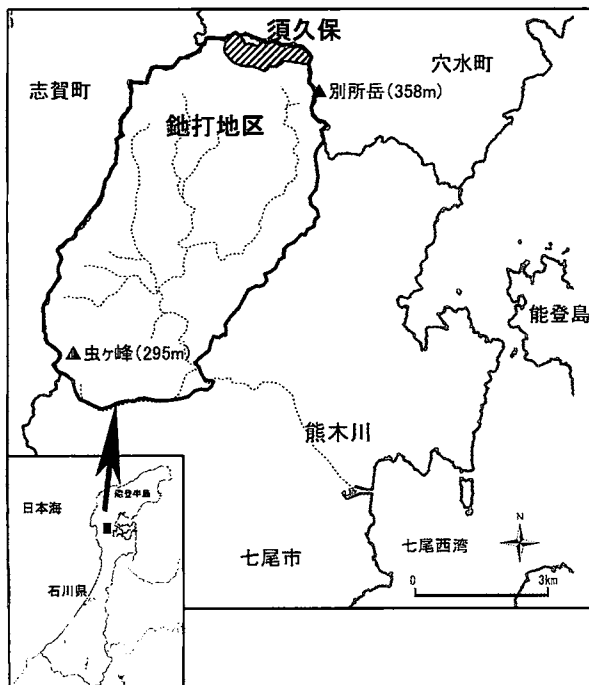 須久保
志賀町
穴水町
▲別所岳(358m)
鉇打地区
能登島
▲虫ヶ峰(295m)
熊木川
能登半島
日本海
石川県
七尾市
七尾西湾
N
0 3km